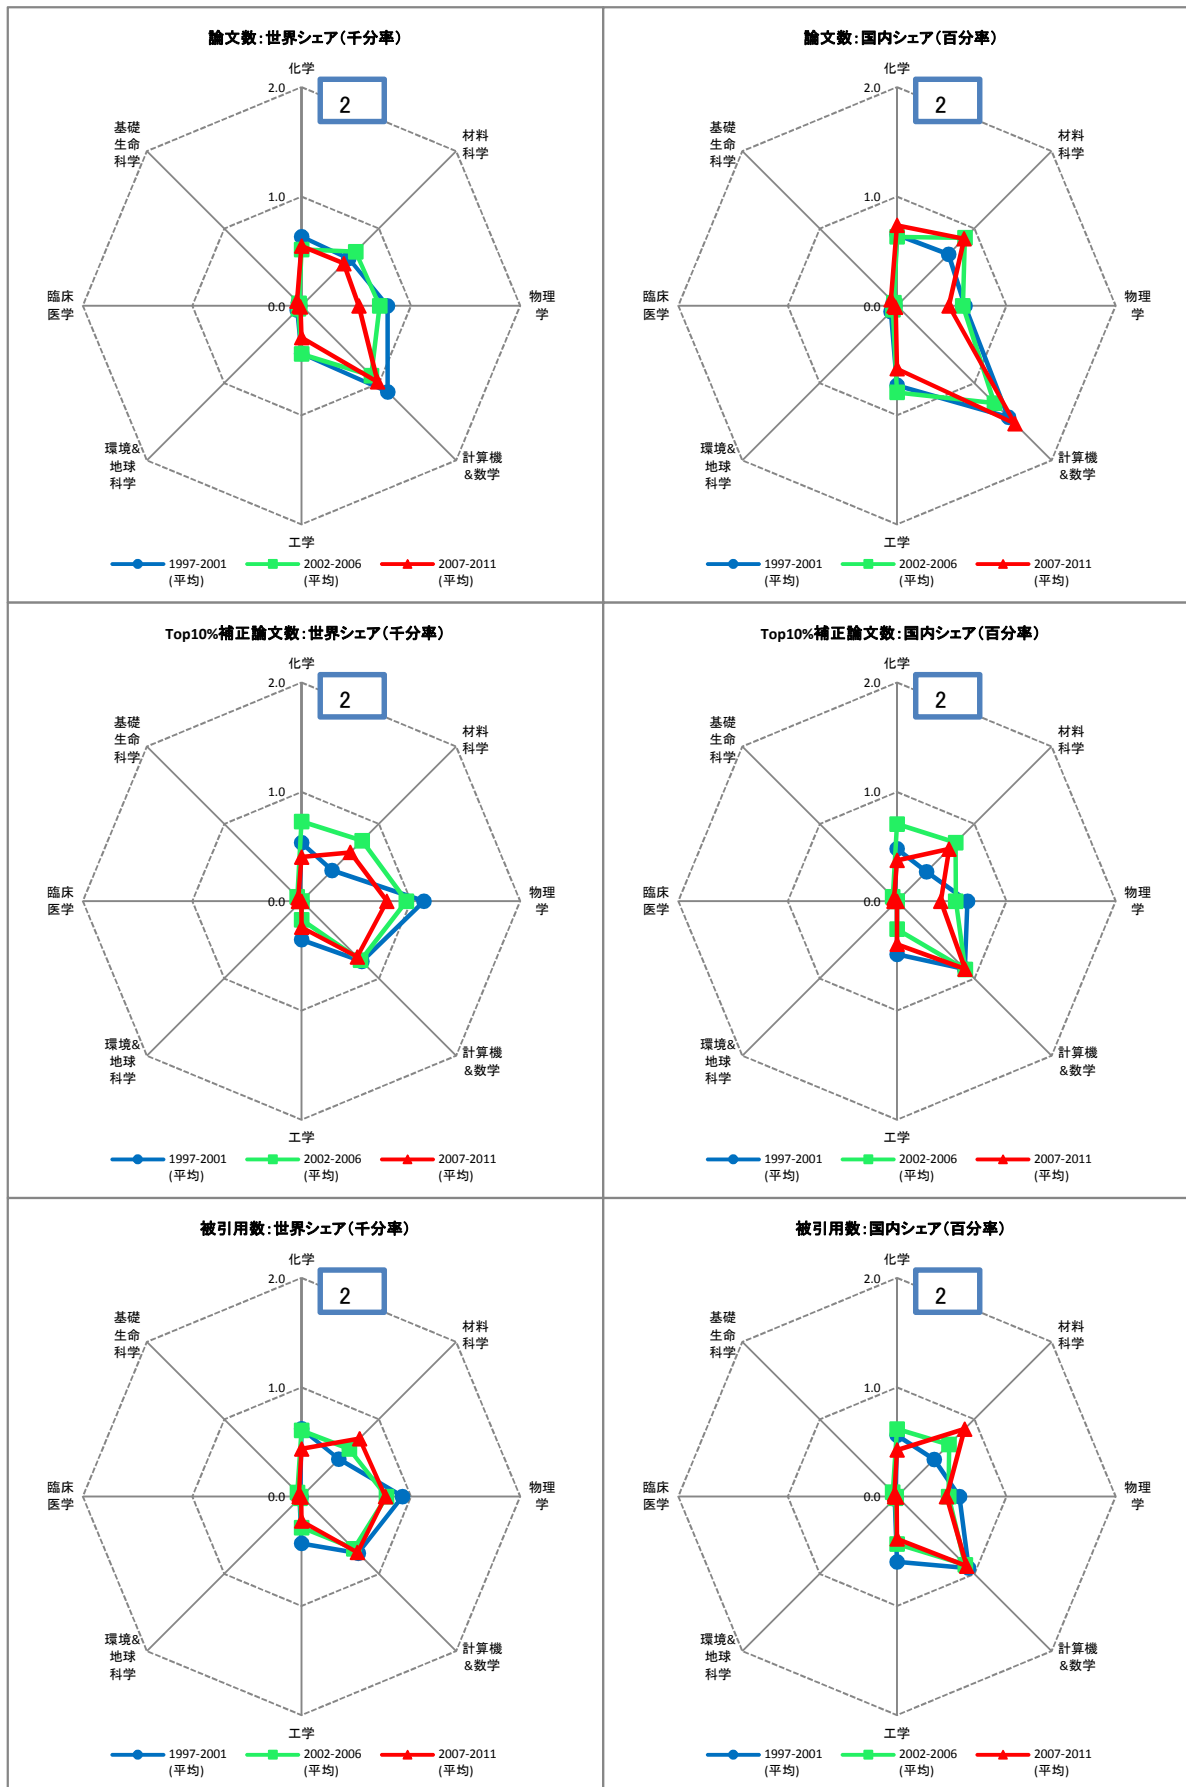 論文数：世界シェア（千分率）
化学
2.0
2
材料
科学
基礎
生命
科学
1.0
臨床
医学
0.0
物理
学
環境&
地球
科学
計算機
&数学
工学
1997-2001
(平均)
2002-2006
(平均)
2007-2011
(平均)
論文数：国内シェア（百分率）
化学
2.0
2
材料
科学
基礎
生命
科学
1.0
臨床
医学
0.0
物理
学
環境&
地球
科学
計算機
&数学
工学
1997-2001
(平均)
2002-2006
(平均)
2007-2011
(平均)
Top10%補正論文数：世界シェア（千分率）
化学
2.0
2
材料
科学
基礎
生命
科学
1.0
臨床
医学
0.0
物理
学
環境&
地球
科学
計算機
&数学
工学
1997-2001
(平均)
2002-2006
(平均)
2007-2011
(平均)
Top10%補正論文数：国内シェア（百分率）
化学
2.0
2
材料
科学
基礎
生命
科学
1.0
臨床
医学
0.0
物理
学
環境&
地球
科学
計算機
&数学
工学
1997-2001
(平均)
2002-2006
(平均)
2007-2011
(平均)
被引用数：世界シェア（千分率）
化学
2.0
2
材料
科学
基礎
生命
科学
1.0
臨床
医学
0.0
物理
学
環境&
地球
科学
計算機
&数学
工学
1997-2001
(平均)
2002-2006
(平均)
2007-2011
(平均)
被引用数：国内シェア（百分率）
化学
2.0
2
材料
科学
基礎
生命
科学
1.0
臨床
医学
0.0
物理
学
環境&
地球
科学
計算機
&数学
工学
1997-2001
(平均)
2002-2006
(平均)
2007-2011
(平均)